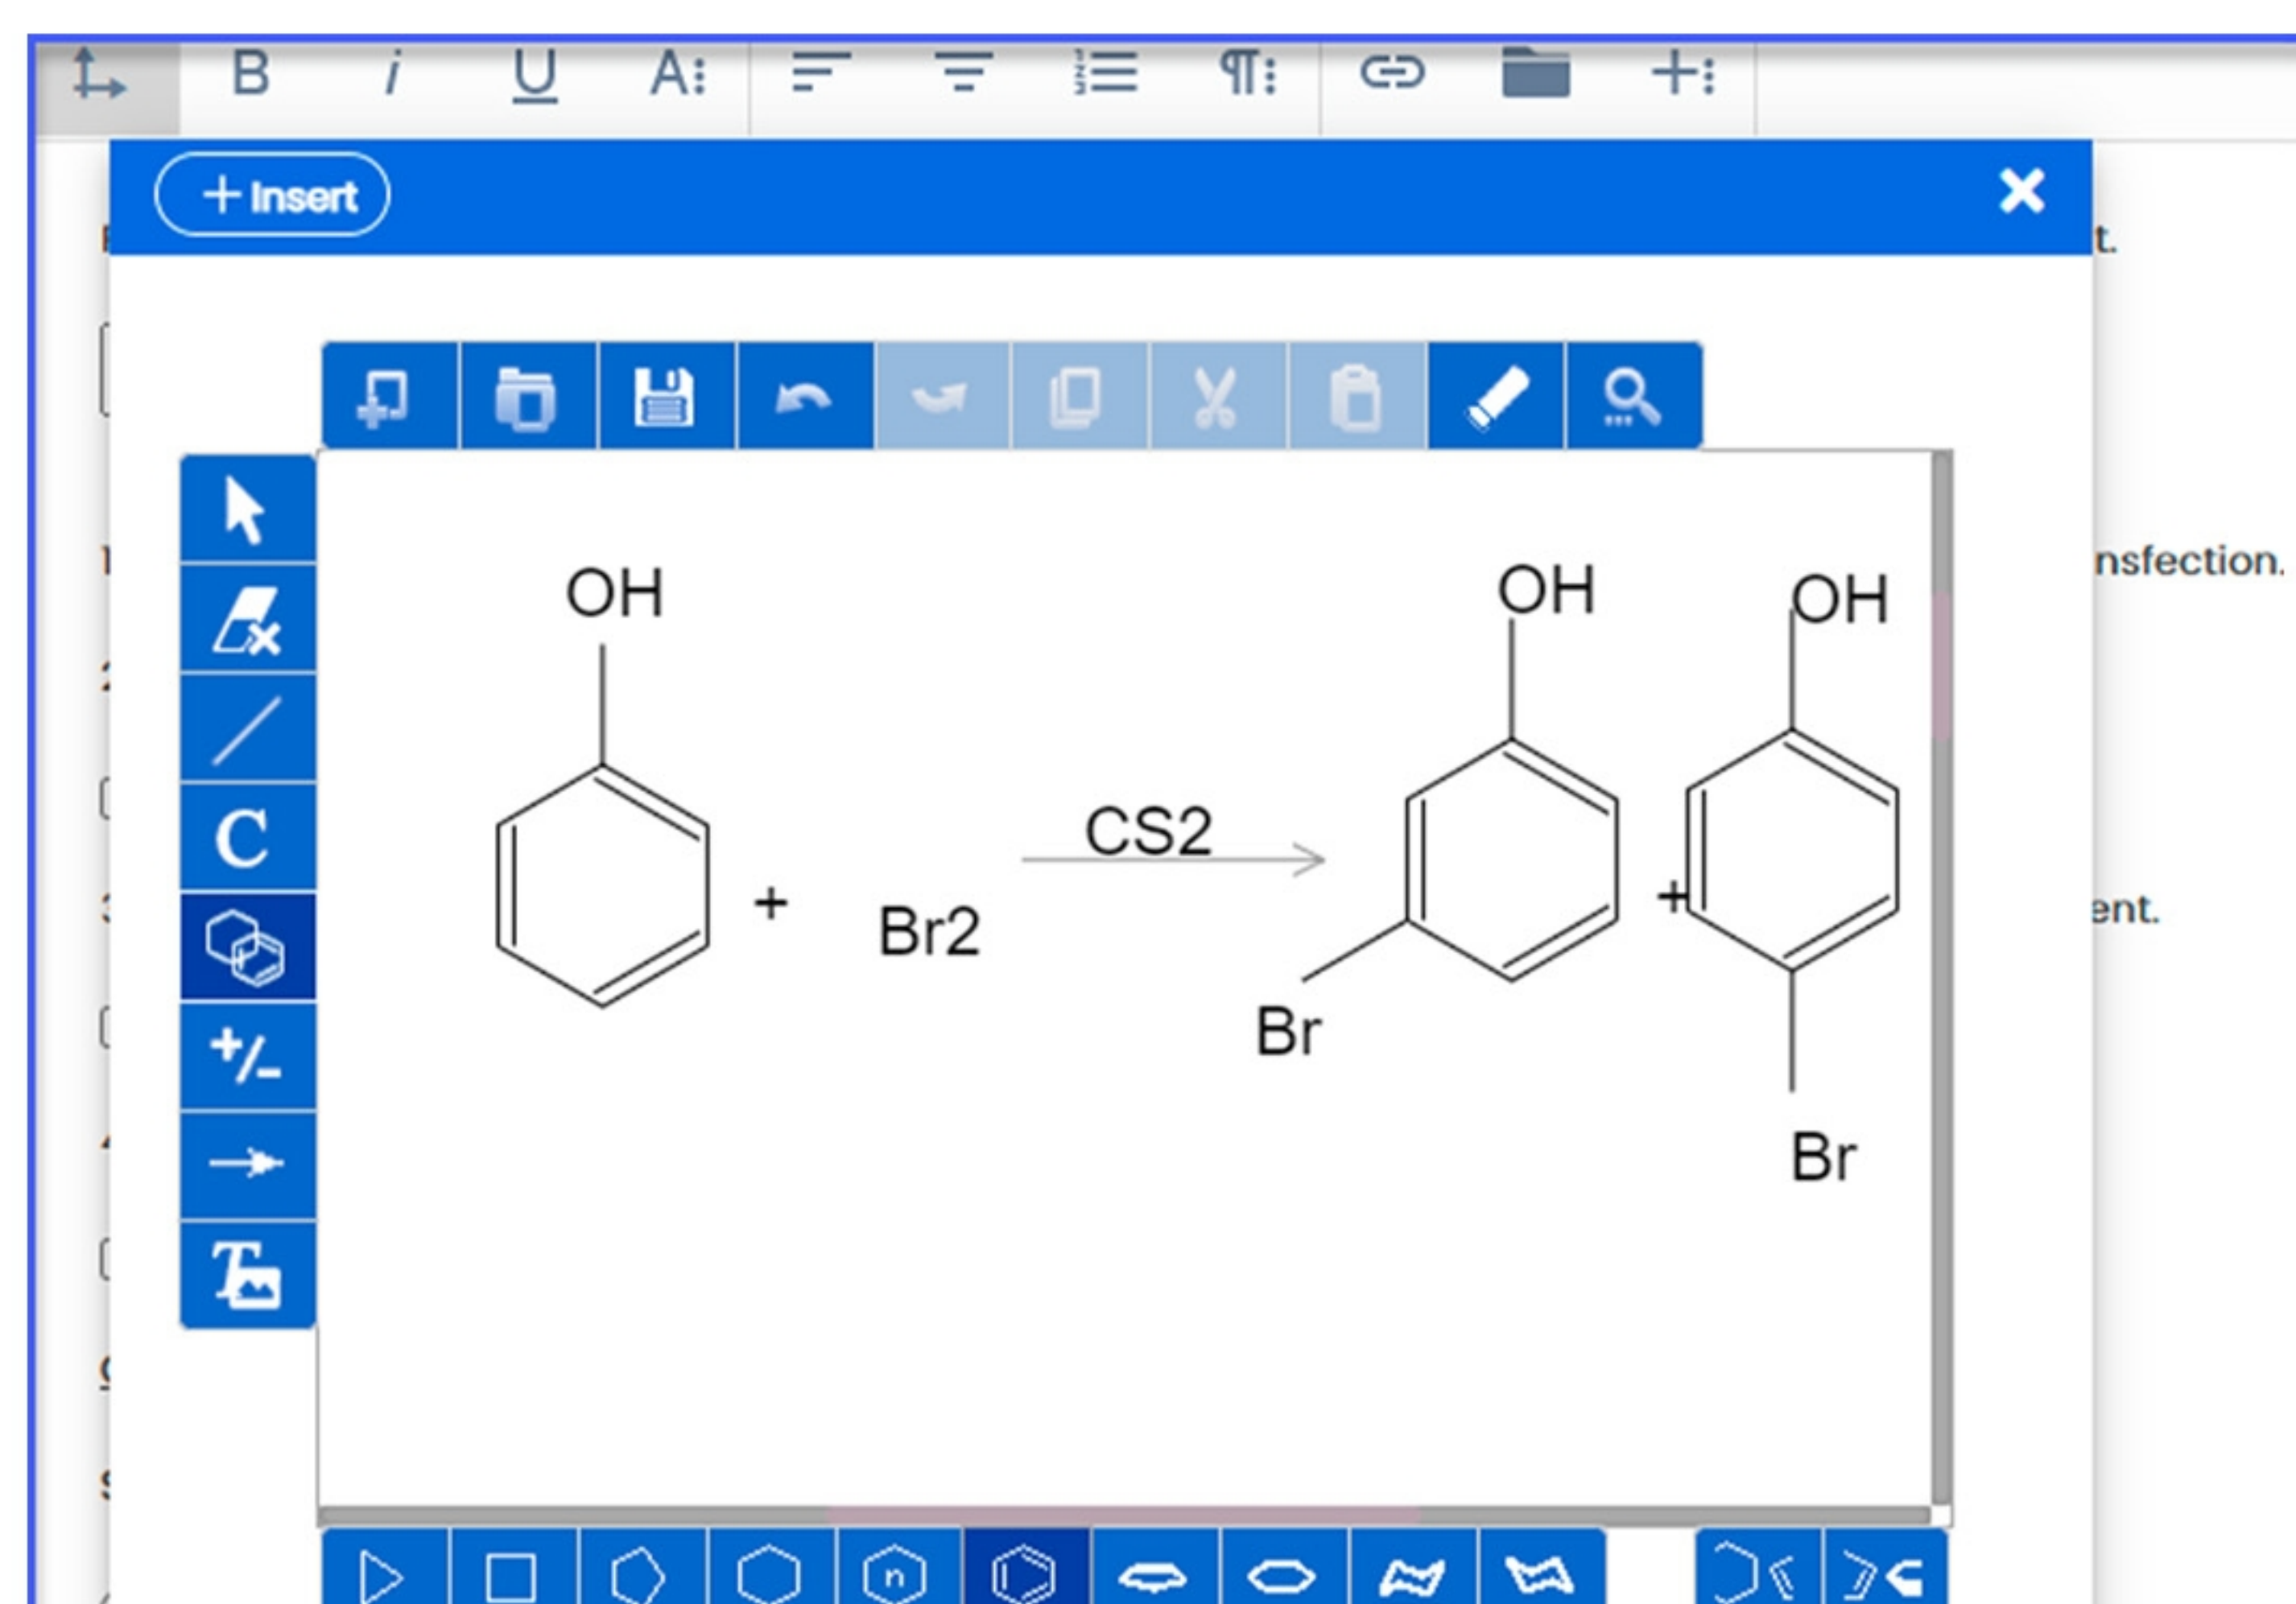 B i U A
+ Insert
t.
nsfection.
ent.
C
+/-
T
OH
OH
OH
CS2
+
Br2
+
Br
Br
n